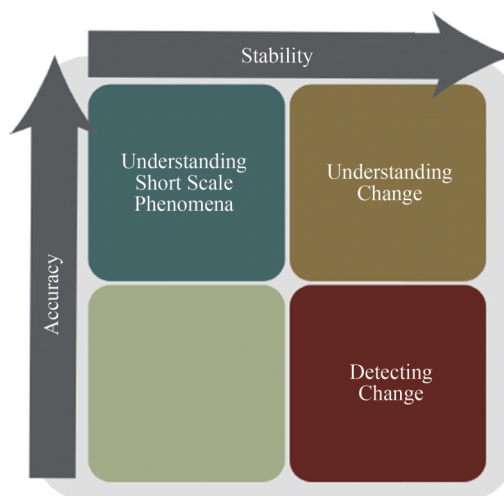 Stability
Accuracy
Understanding
Short Scale
Phenomena
Understanding
Change
Detecting
Change